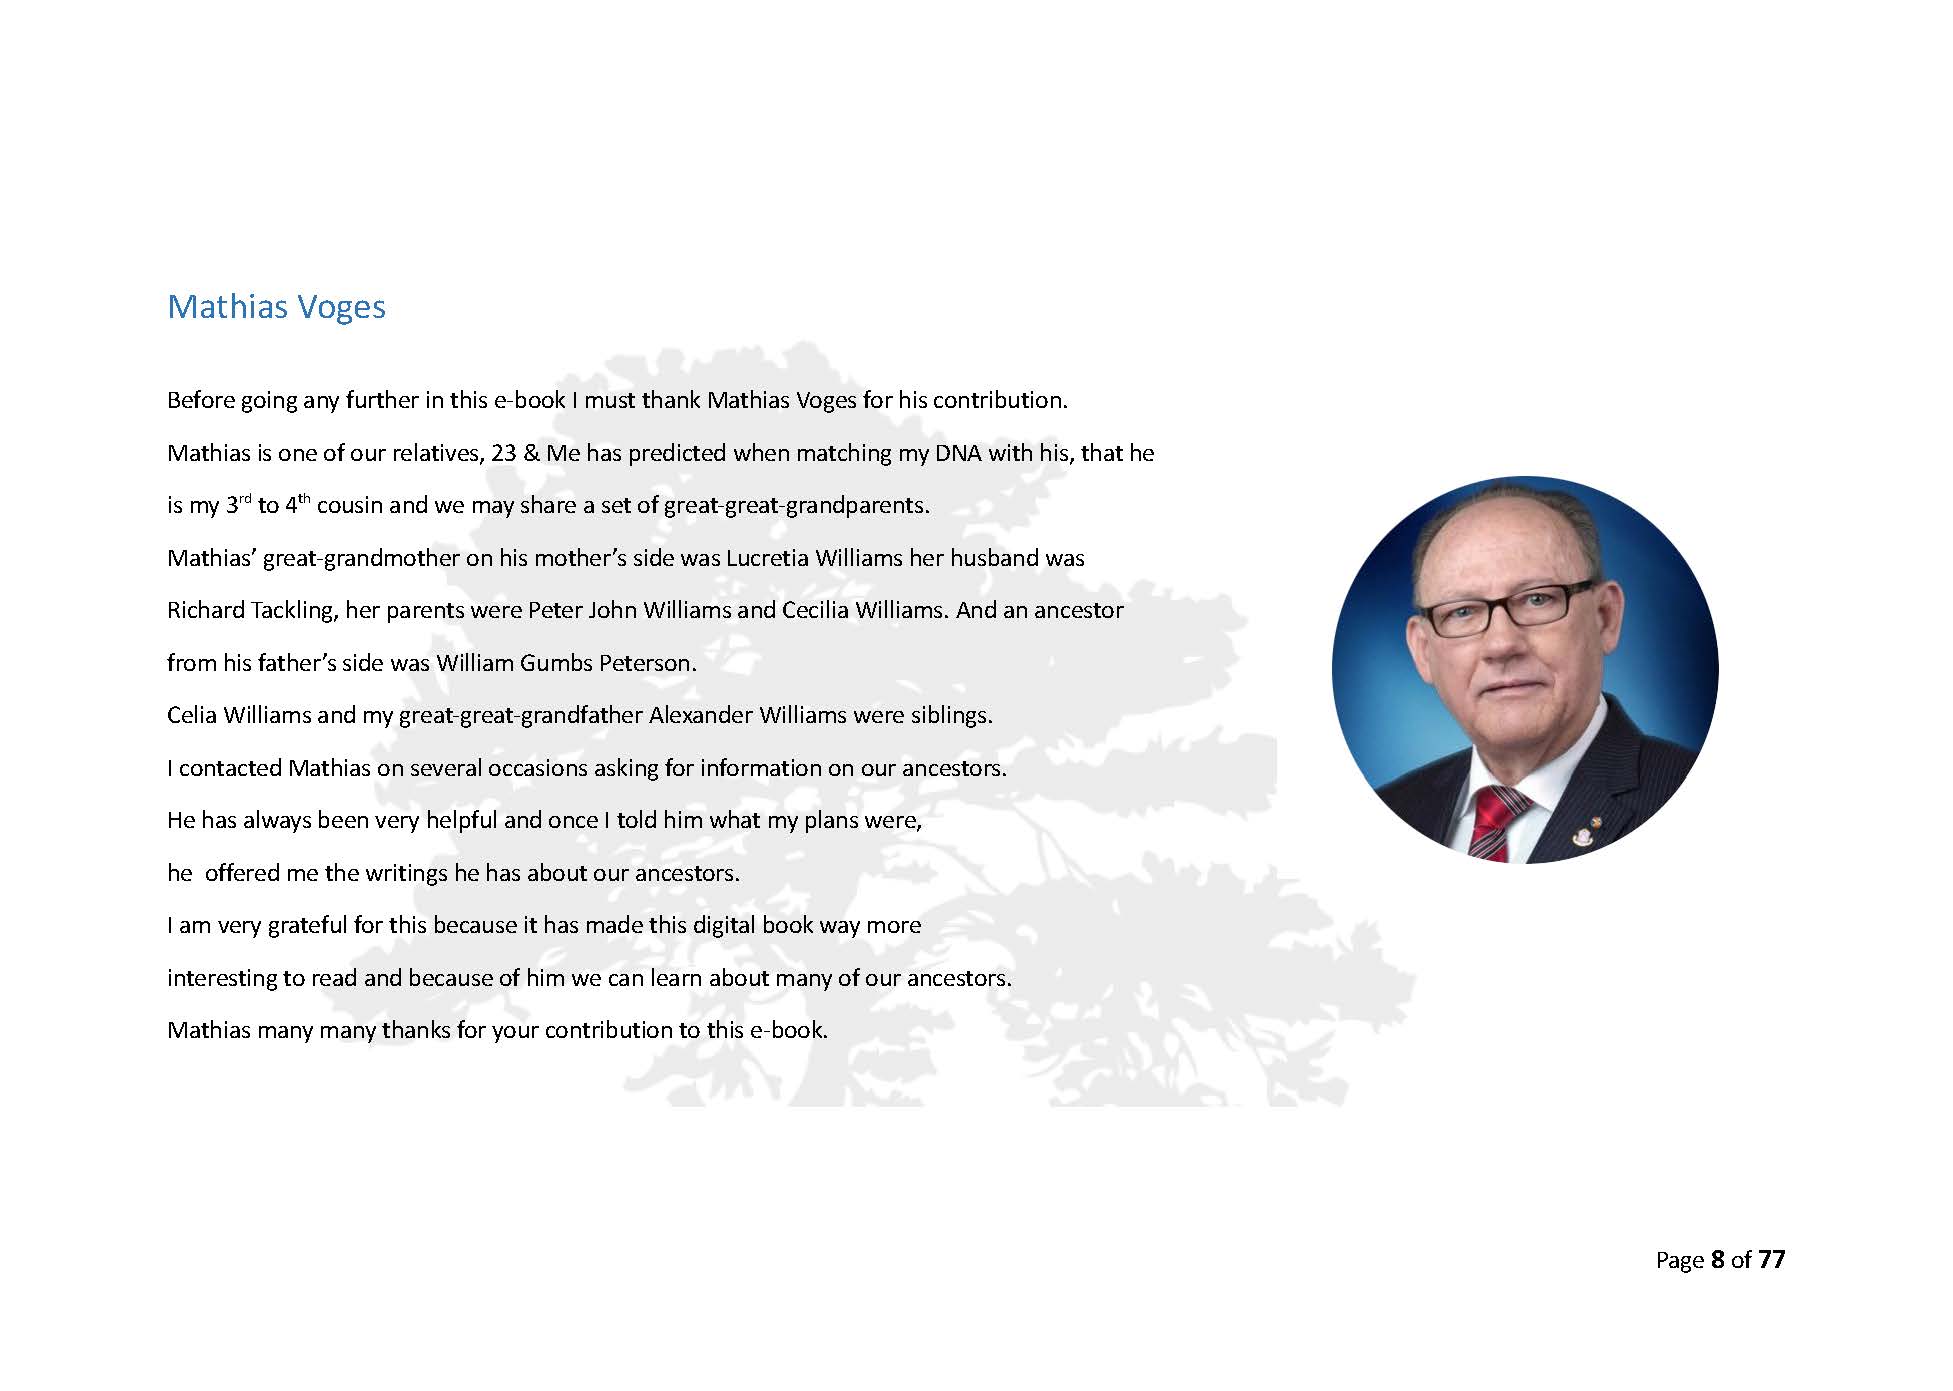 Mathias Voges
Before going any further in this e-book I must thank Mathias Voges for his contribution.
Mathias is one of our relatives, 23 & Me has predicted when matching my DNA with his, that he
is my 3rd to 4th cousin and we may share a set of great-great-grandparents.
Mathias’ great-grandmother on his mother’s side was Lucretia Williams her husband was
Richard Tackling, her parents were Peter John Williams and Cecilia Williams. And an ancestor
from his father’s side was William Gumbs Peterson.
Celia Williams and my great-great-grandfather Alexander Williams were siblings.
I contacted Mathias on several occasions asking for information on our ancestors.
He has always been very helpful and once I told him what my plans were,
he  offered me the writings he has about our ancestors.
I am very grateful for this because it has made this digital book way more
interesting to read and because of him we can learn about many of our ancestors.
Mathias many many thanks for your contribution to this e-book.
Page 8 of 77